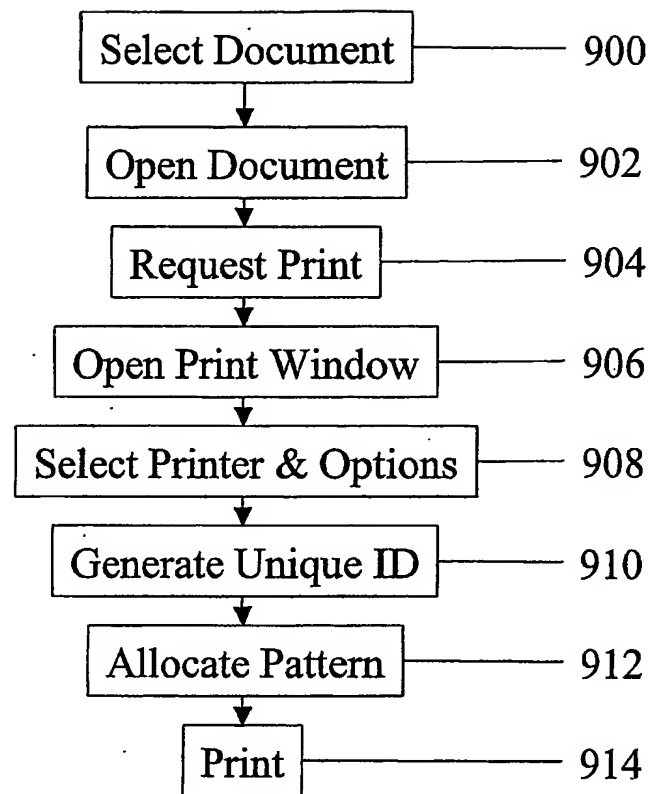 Select Document 900
Open Document 902
Request Print 904
Open Print Window 906
Select Printer & Options 908
Generate Unique ID 910
Allocate Pattern 912
Print 914